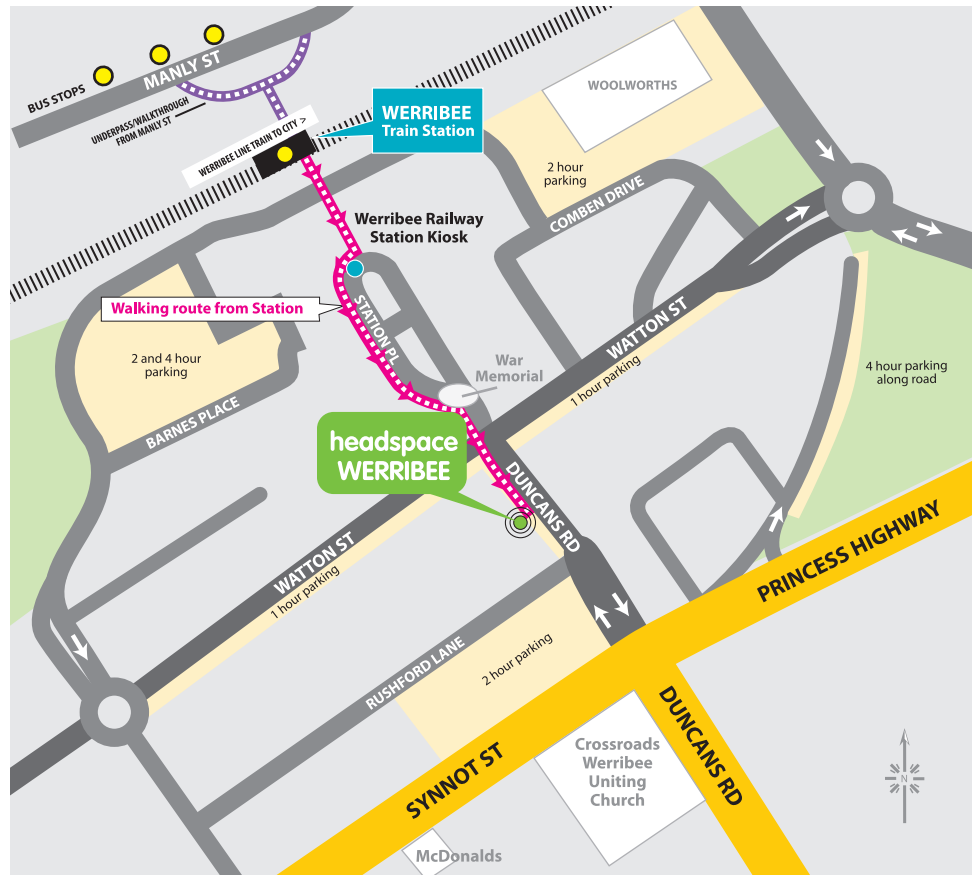 BUS STOPS
MANLY ST
UNDERPASS/WALKTHROUGH
FROM MANLY ST
WERRIBEE LINE TRAIN TO CITY >
WERRIBEE
Train Station
WOOLWORTHS
2 hour
parking
COMBEN DRIVE
Werribee Railway
Station Kiosk
Walking route from Station
STATION PL
2 and 4 hour
parking
BARNES PLACE
War
Memorial
WATTON ST
1 hour parking
4 hour parking
along road
headspace
WERRIBEE
DUNCANS RD
WATTON ST
1 hour parking
PRINCESS HIGHWAY
RUSHFORD LANE
2 hour parking
SYNNOT ST
DUNCANS RD
Crossroads
Werribee
Uniting
Church
McDonalds
N